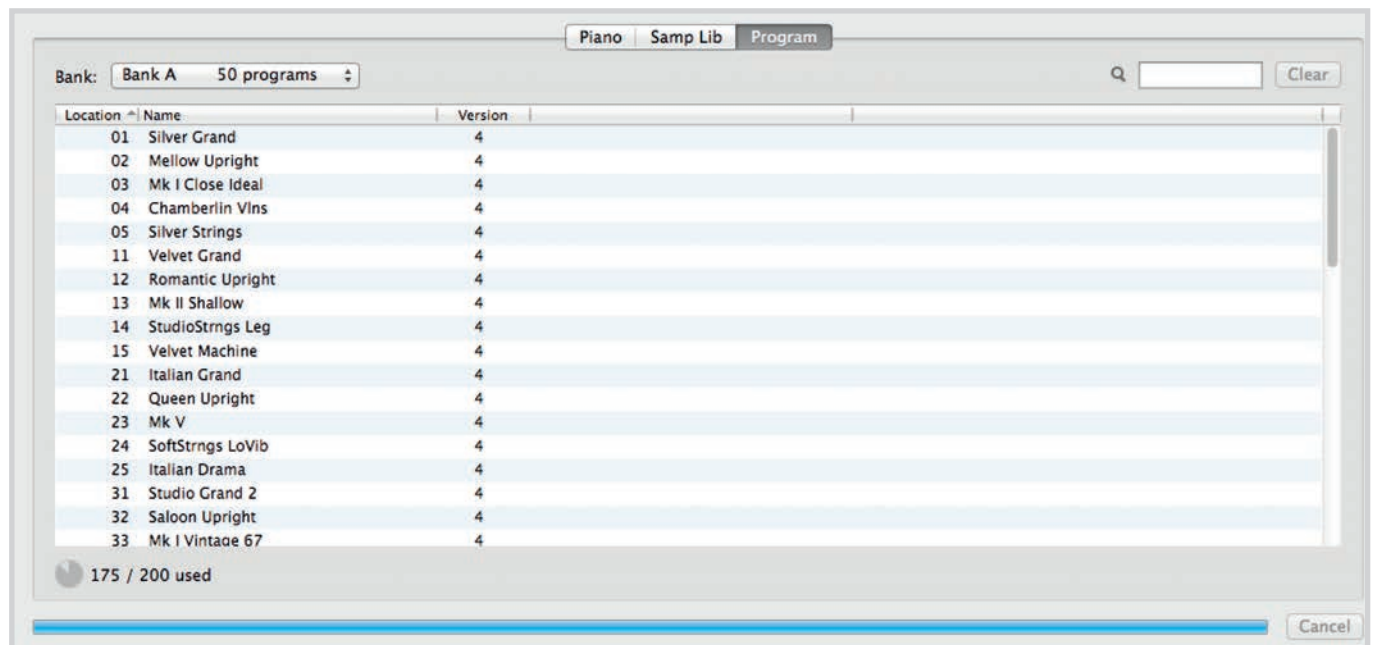 Piano Samp Lib Program
Bank: Bank A 50 programs Clear
Location Name Version
01 Silver Grand 4
02 Mellow Upright 4
03 Mk I Close Ideal 4
04 Chamberlin Vlns 4
05 Silver Strings 4
11 Velvet Grand 4
12 Romantic Upright 4
13 Mk II Shallow 4
14 StudioStrngs Leg 4
15 Velvet Machine 4
21 Italian Grand 4
22 Queen Upright 4
23 Mk V 4
24 SoftStrngs LoVib 4
25 Italian Drama 4
31 Studio Grand 2 4
32 Saloon Upright 4
33 Mk I Vintage 67 4
175 / 200 used
Cancel